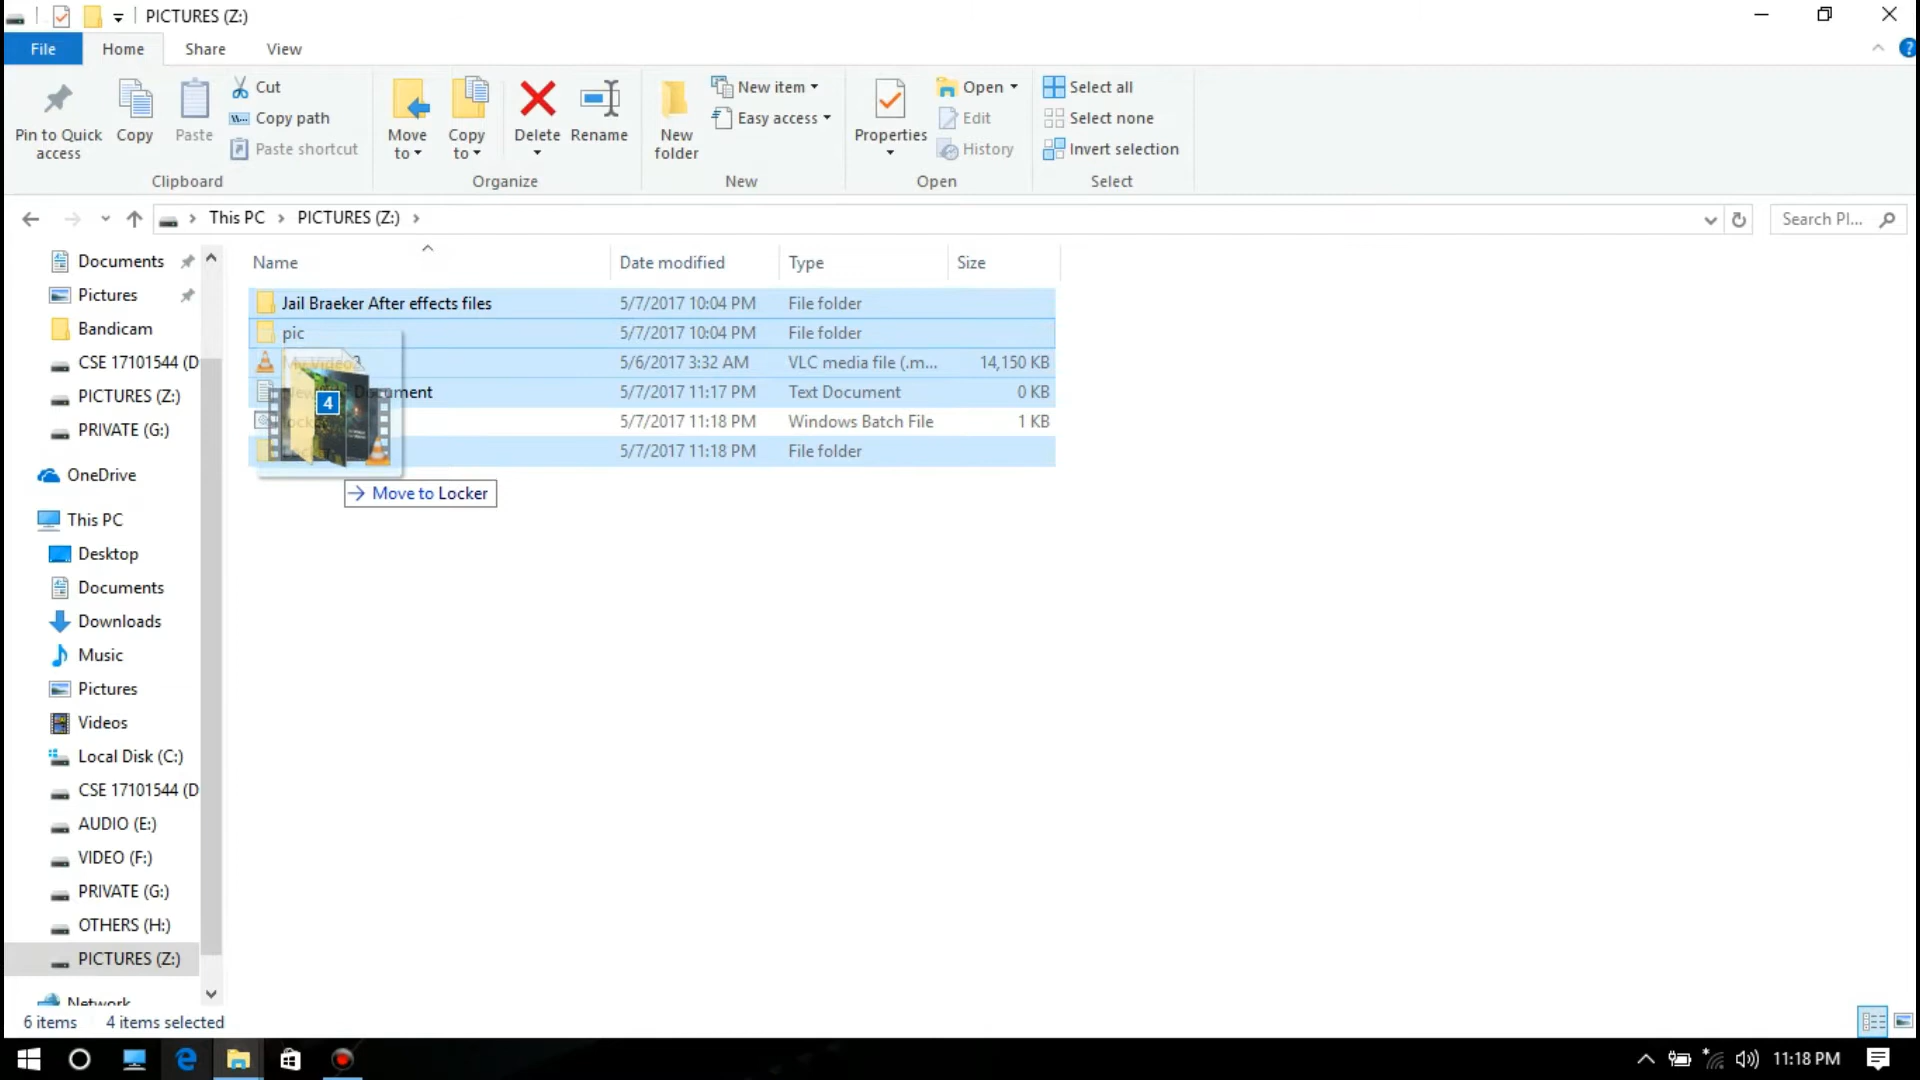 PICTURES (Z:)
File
Home
Share
View
Pin to Quick access
Copy
Paste
Cut
Copy path
Paste shortcut
Clipboard
Move to
Copy to
Delete
Rename
Organize
New folder
New item
Easy access
New
Properties
Open
Edit
History
Open
Select all
Select none
Invert selection
Select
This PC
PICTURES (Z:)
Search PI...
Documents
Pictures
Bandicam
CSE 17101544 (D
PICTURES (Z:)
PRIVATE (G:)
OneDrive
This PC
Desktop
Documents
Downloads
Music
Pictures
Videos
Local Disk (C:)
CSE 17101544 (D
AUDIO (E:)
VIDEO (F:)
PRIVATE (G:)
OTHERS (H:)
PICTURES (Z:)
Network
Name Date modified Type Size
Jail Braeker After effects files 5/7/2017 10:04 PM File folder
pic 5/7/2017 10:04 PM File folder
My Video2 5/6/2017 3:32 AM VLC media file (.m... 14,150 KB
5/7/2017 11:17 PM Text Document 0 KB
5/7/2017 11:18 PM Windows Batch File 1 KB
5/7/2017 11:18 PM File folder
4
Move to Locker
6 items 4 items selected
11:18 PM